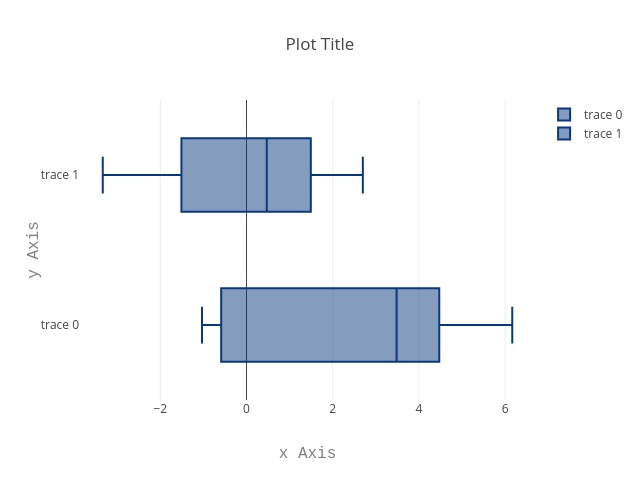 Plot Title
trace 0
trace 1
trace 1
trace 0
y Axis
−2
0
2
4
6
x Axis